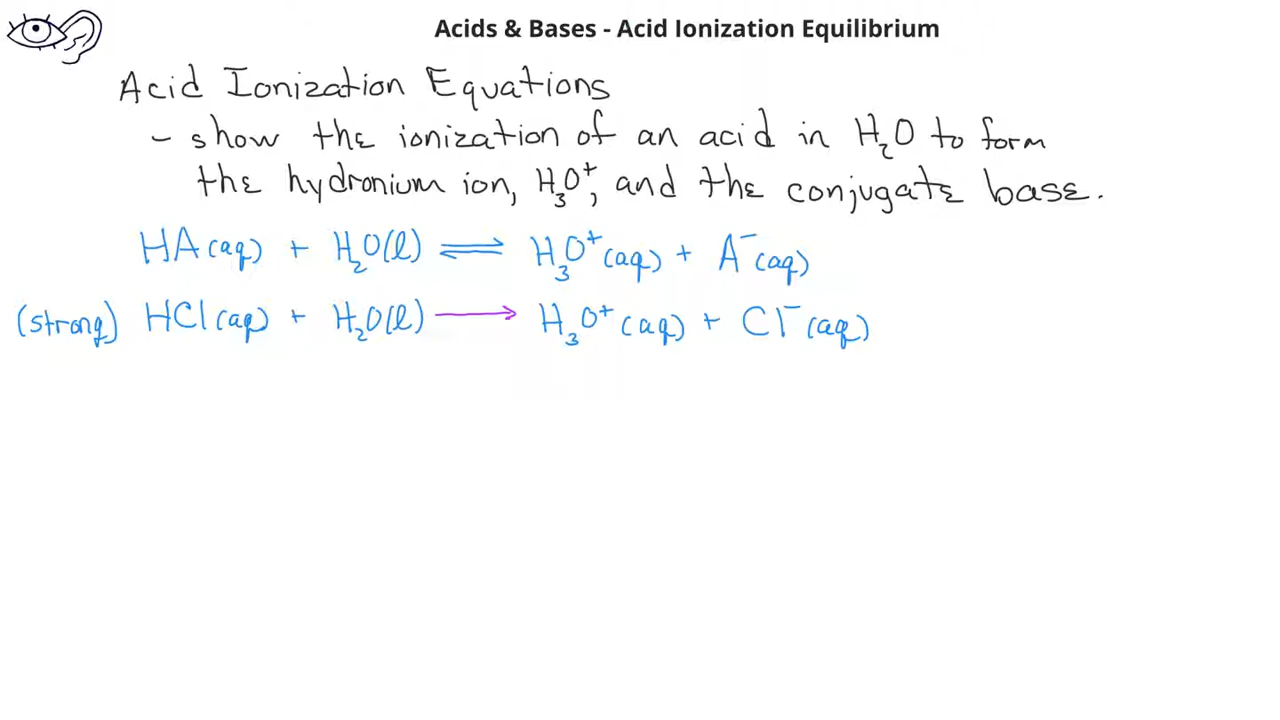 Acids & Bases - Acid Ionization Equilibrium
Acid Ionization Equations
- show the ionization of an acid in H₂O to form
the hydronium ion, H₃O⁺, and the conjugate base.
HA(aq) + H₂O(l) ⇌ H₃O⁺(aq) + A⁻(aq)
(strong) HCl(aq) + H₂O(l) → H₃O⁺(aq) + Cl⁻(aq)